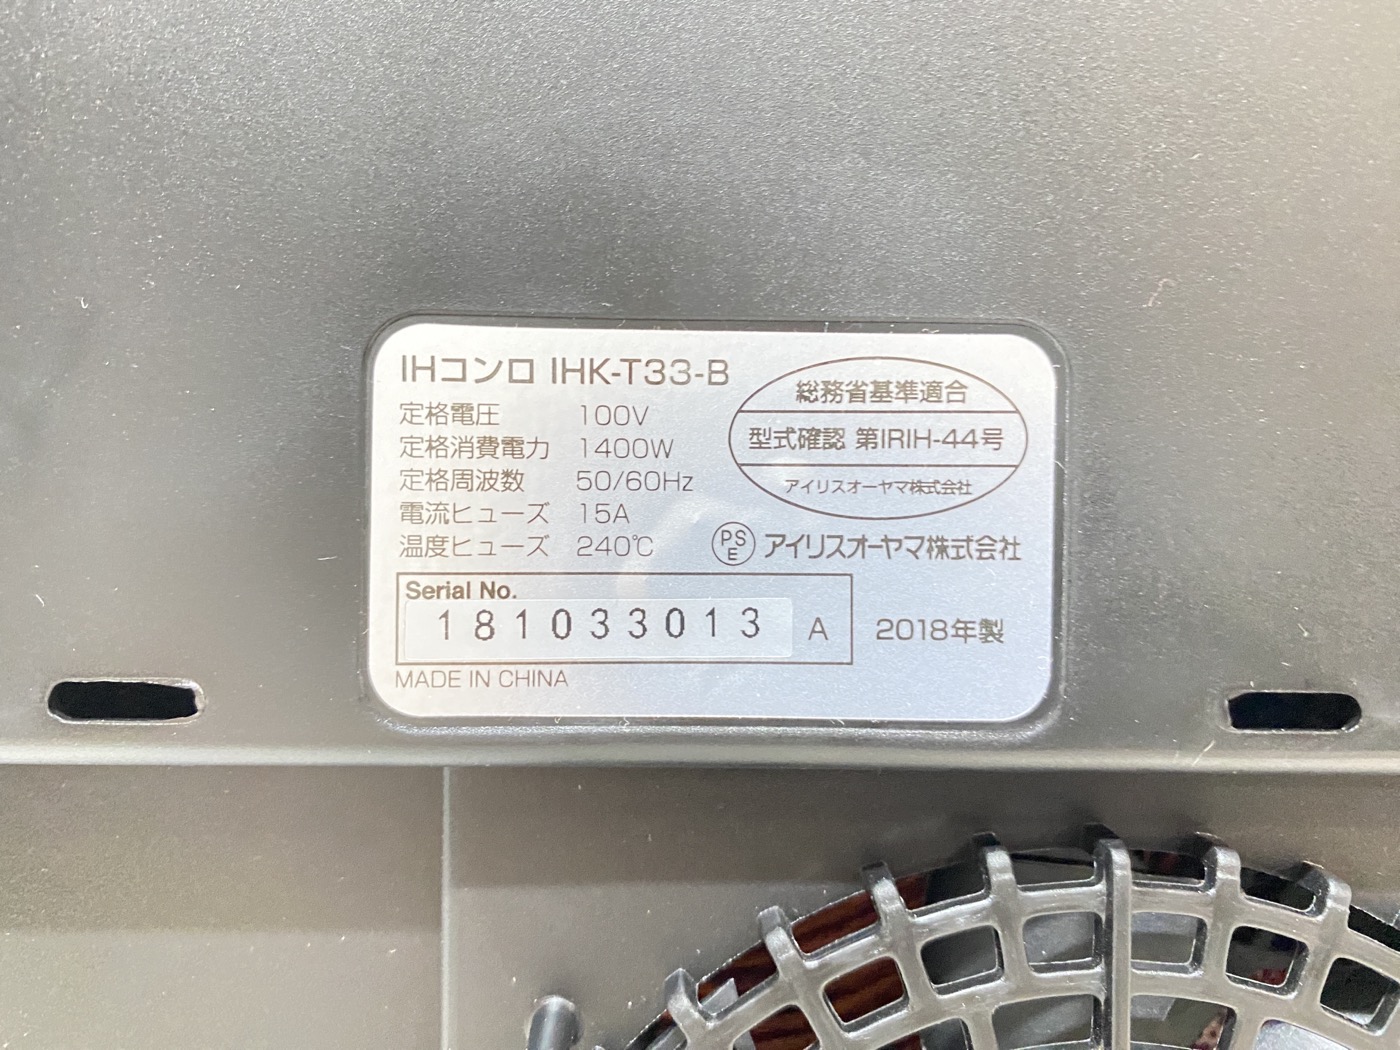 IHコンロ IHK-T33-B
定格電圧 100V
定格消費電力 1400W
定格周波数 50/60Hz
電流ヒューズ 15A
温度ヒューズ 240℃
総務省基準適合
型式確認 第IRIH-44号
アイリスオーヤマ株式会社
PSE アイリスオーヤマ株式会社
Serial No.
181033013 A
2018年製
MADE IN CHINA